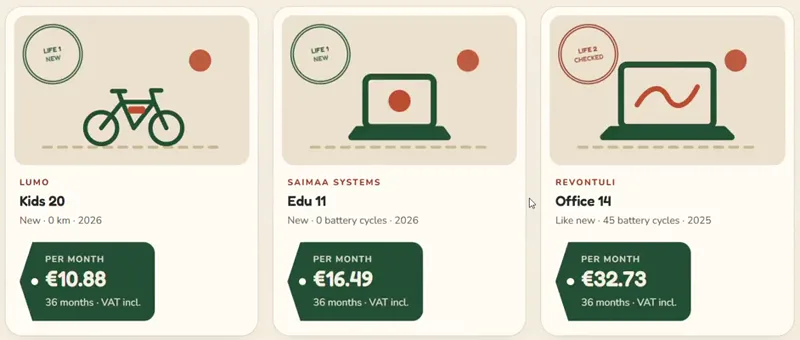 LIFE 1
NEW
LUMO
Kids 20
New · 0 km · 2026
PER MONTH
€10.88
36 months · VAT incl.
LIFE 1
NEW
SAIMAA SYSTEMS
Edu 11
New · 0 battery cycles · 2026
PER MONTH
€16.49
36 months · VAT incl.
LIFE 2
CHECKED
REVONTULI
Office 14
Like new · 45 battery cycles · 2025
PER MONTH
€32.73
36 months · VAT incl.